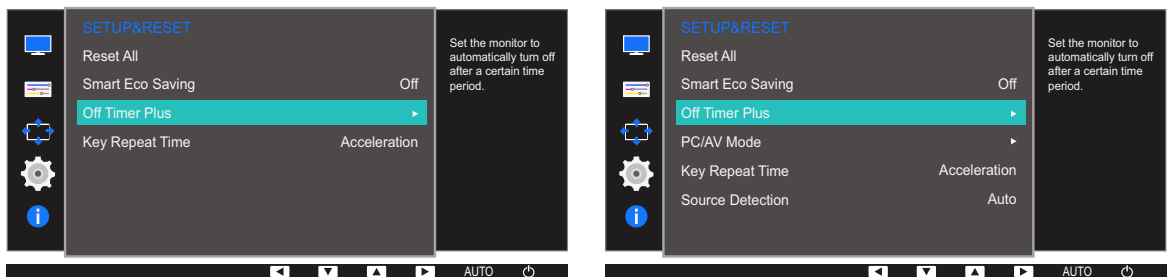 SETUP&RESET
Reset All
Smart Eco Saving Off
Off Timer Plus
Key Repeat Time Acceleration
Set the monitor to
automatically turn off
after a certain time
period.
AUTO
SETUP&RESET
Reset All
Smart Eco Saving Off
Off Timer Plus
PC/AV Mode
Key Repeat Time Acceleration
Source Detection Auto
Set the monitor to
automatically turn off
after a certain time
period.
AUTO